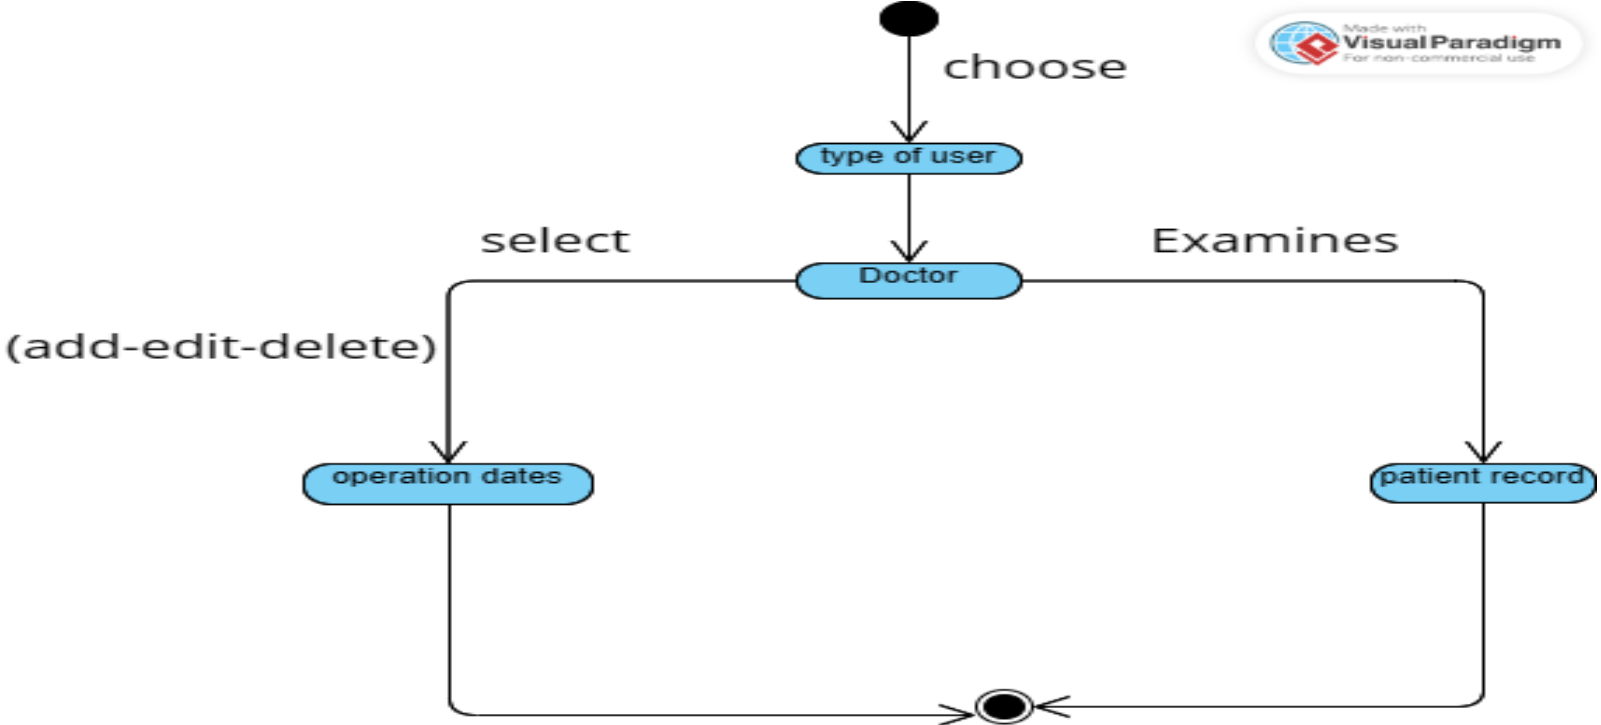 Made with
Visual Paradigm
For non-commercial use
choose
type of user
select
Examines
Doctor
(add-edit-delete)
operation dates
patient record